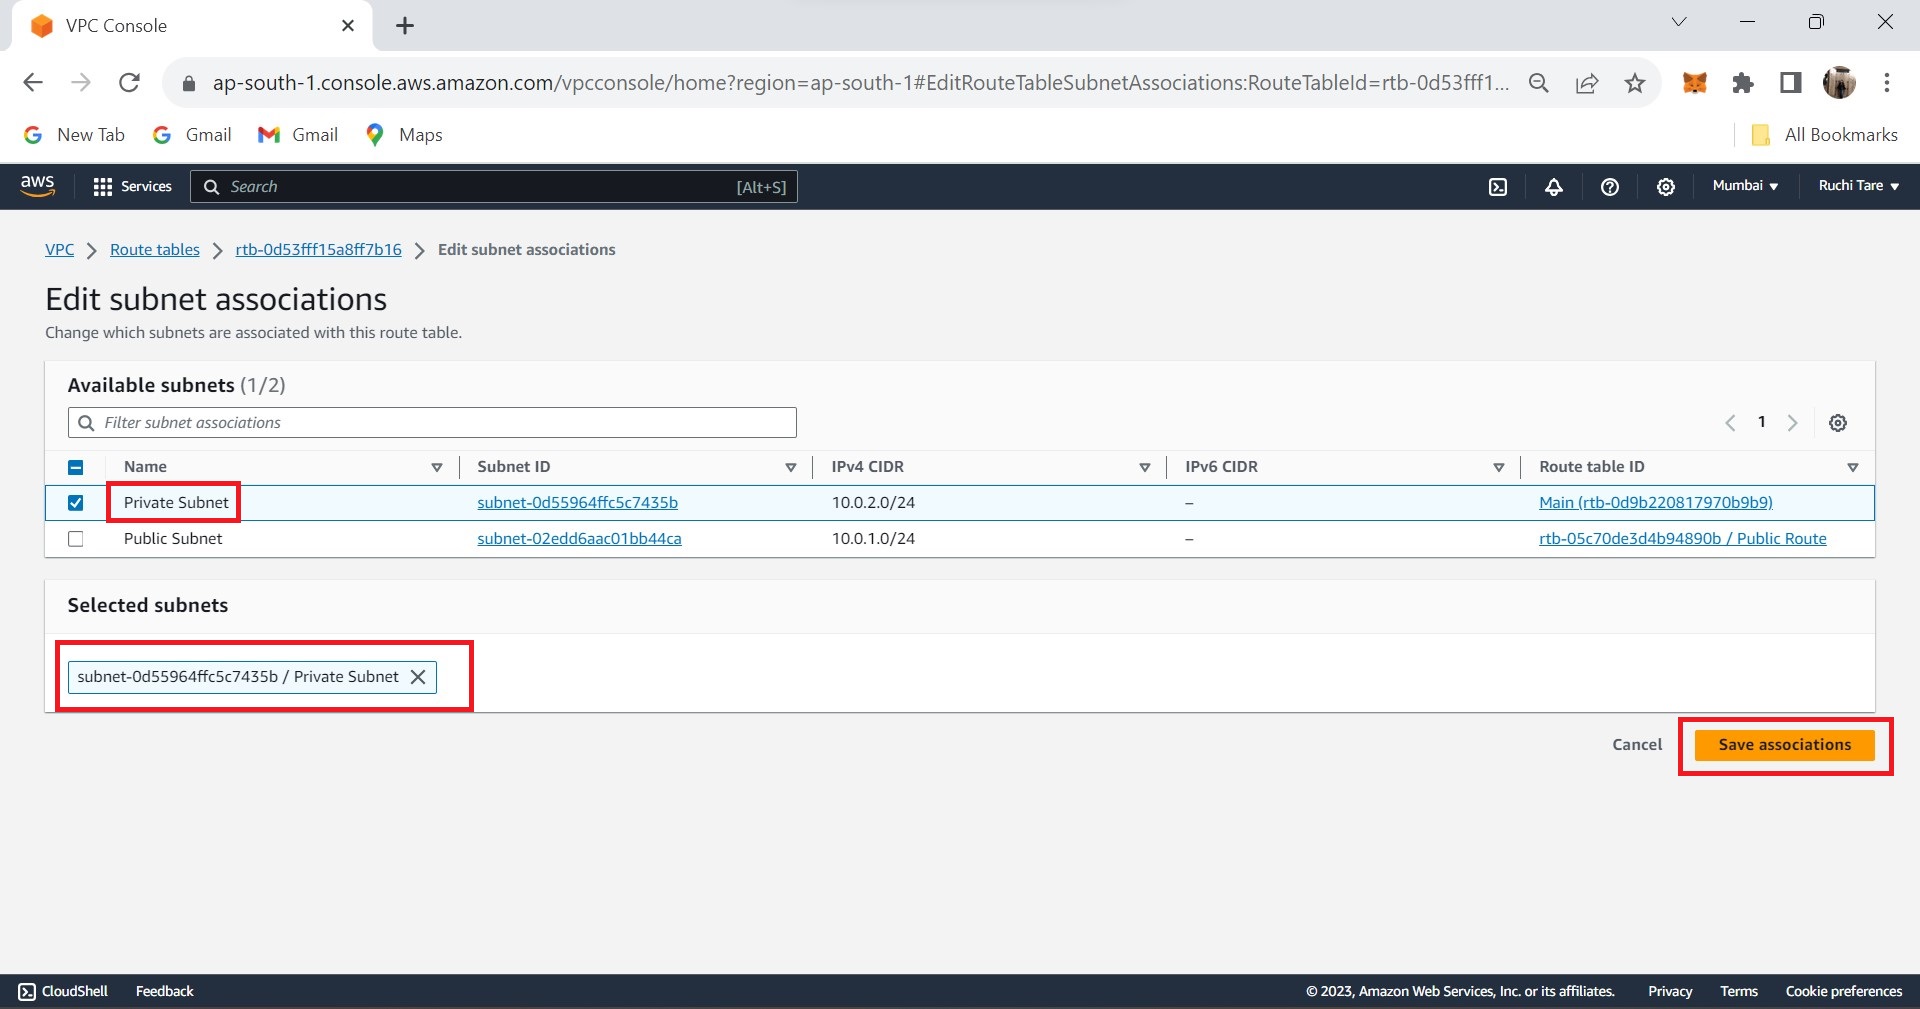 VPC Console
ap-south-1.console.aws.amazon.com/vpcconsole/home?region=ap-south-1#EditRouteTableSubnetAssociations:RouteTableId=rtb-0d53fff1...
New Tab Gmail Gmail Maps All Bookmarks
aws Services Search [Alt+S] Mumbai Ruchi Tare
VPC Route tables rtb-0d53fff15a8ff7b16 Edit subnet associations
Edit subnet associations
Change which subnets are associated with this route table.
Available subnets (1/2)
Filter subnet associations 1
Name Subnet ID IPv4 CIDR IPv6 CIDR Route table ID
Private Subnet subnet-0d55964ffc5c7435b 10.0.2.0/24 – Main (rtb-0d9b220817970b9b9)
Public Subnet subnet-02edd6aac01bb44ca 10.0.1.0/24 – rtb-05c70de3d4b94890b / Public Route
Selected subnets
subnet-0d55964ffc5c7435b / Private Subnet
Cancel Save associations
CloudShell Feedback © 2023, Amazon Web Services, Inc. or its affiliates. Privacy Terms Cookie preferences